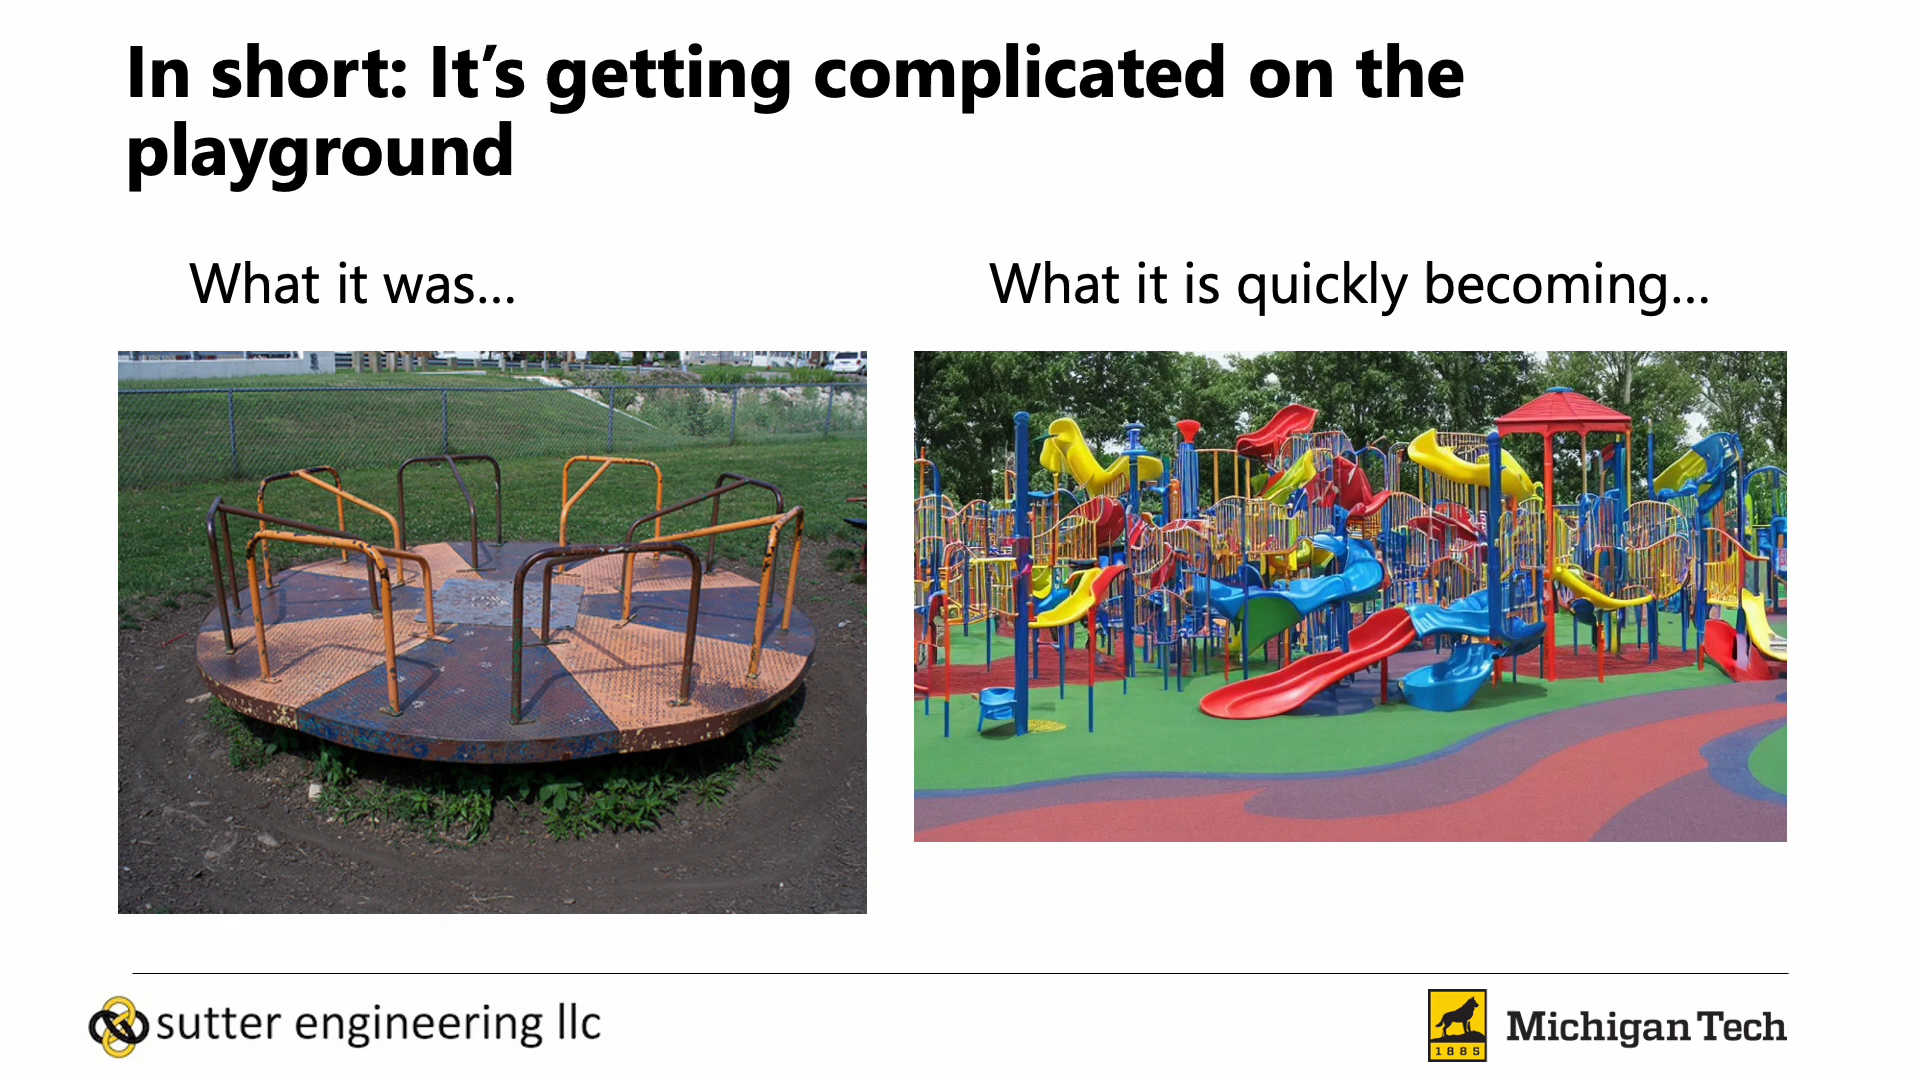 In short: It’s getting complicated on the
playground
What it was...
What it is quickly becoming...
sutter engineering llc
1885
Michigan Tech